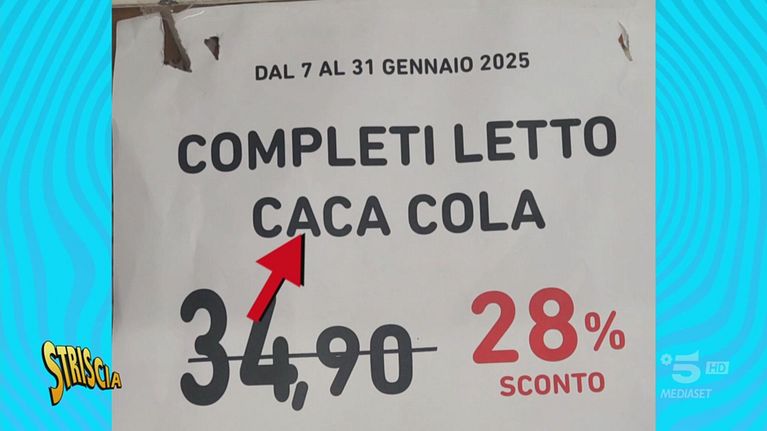 DAL 7 AL 31 GENNAIO 2025
COMPLETI LETTO
CACA COLA
34,90
28%
SCONTO
STRISCIA
5 HD
MEDIASET